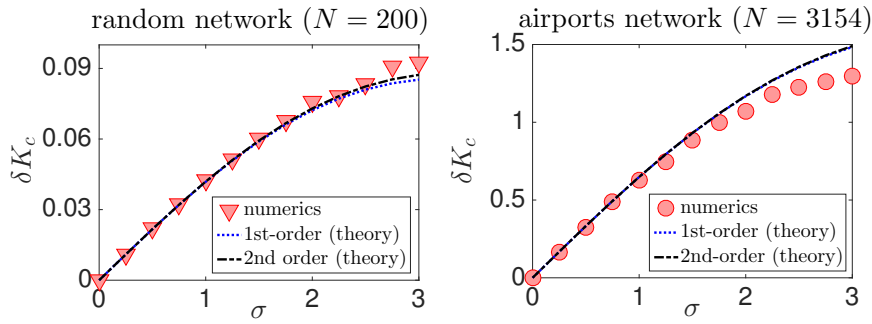 random network (N = 200)
0.09
0.06
0.03
0
δK_c
numerics
1st-order (theory)
2nd order (theory)
0 1 2 3
σ
airports network (N = 3154)
1.5
1.0
0.5
0
δK_c
numerics
1st-order (theory)
2nd-order (theory)
0 1 2 3
σ